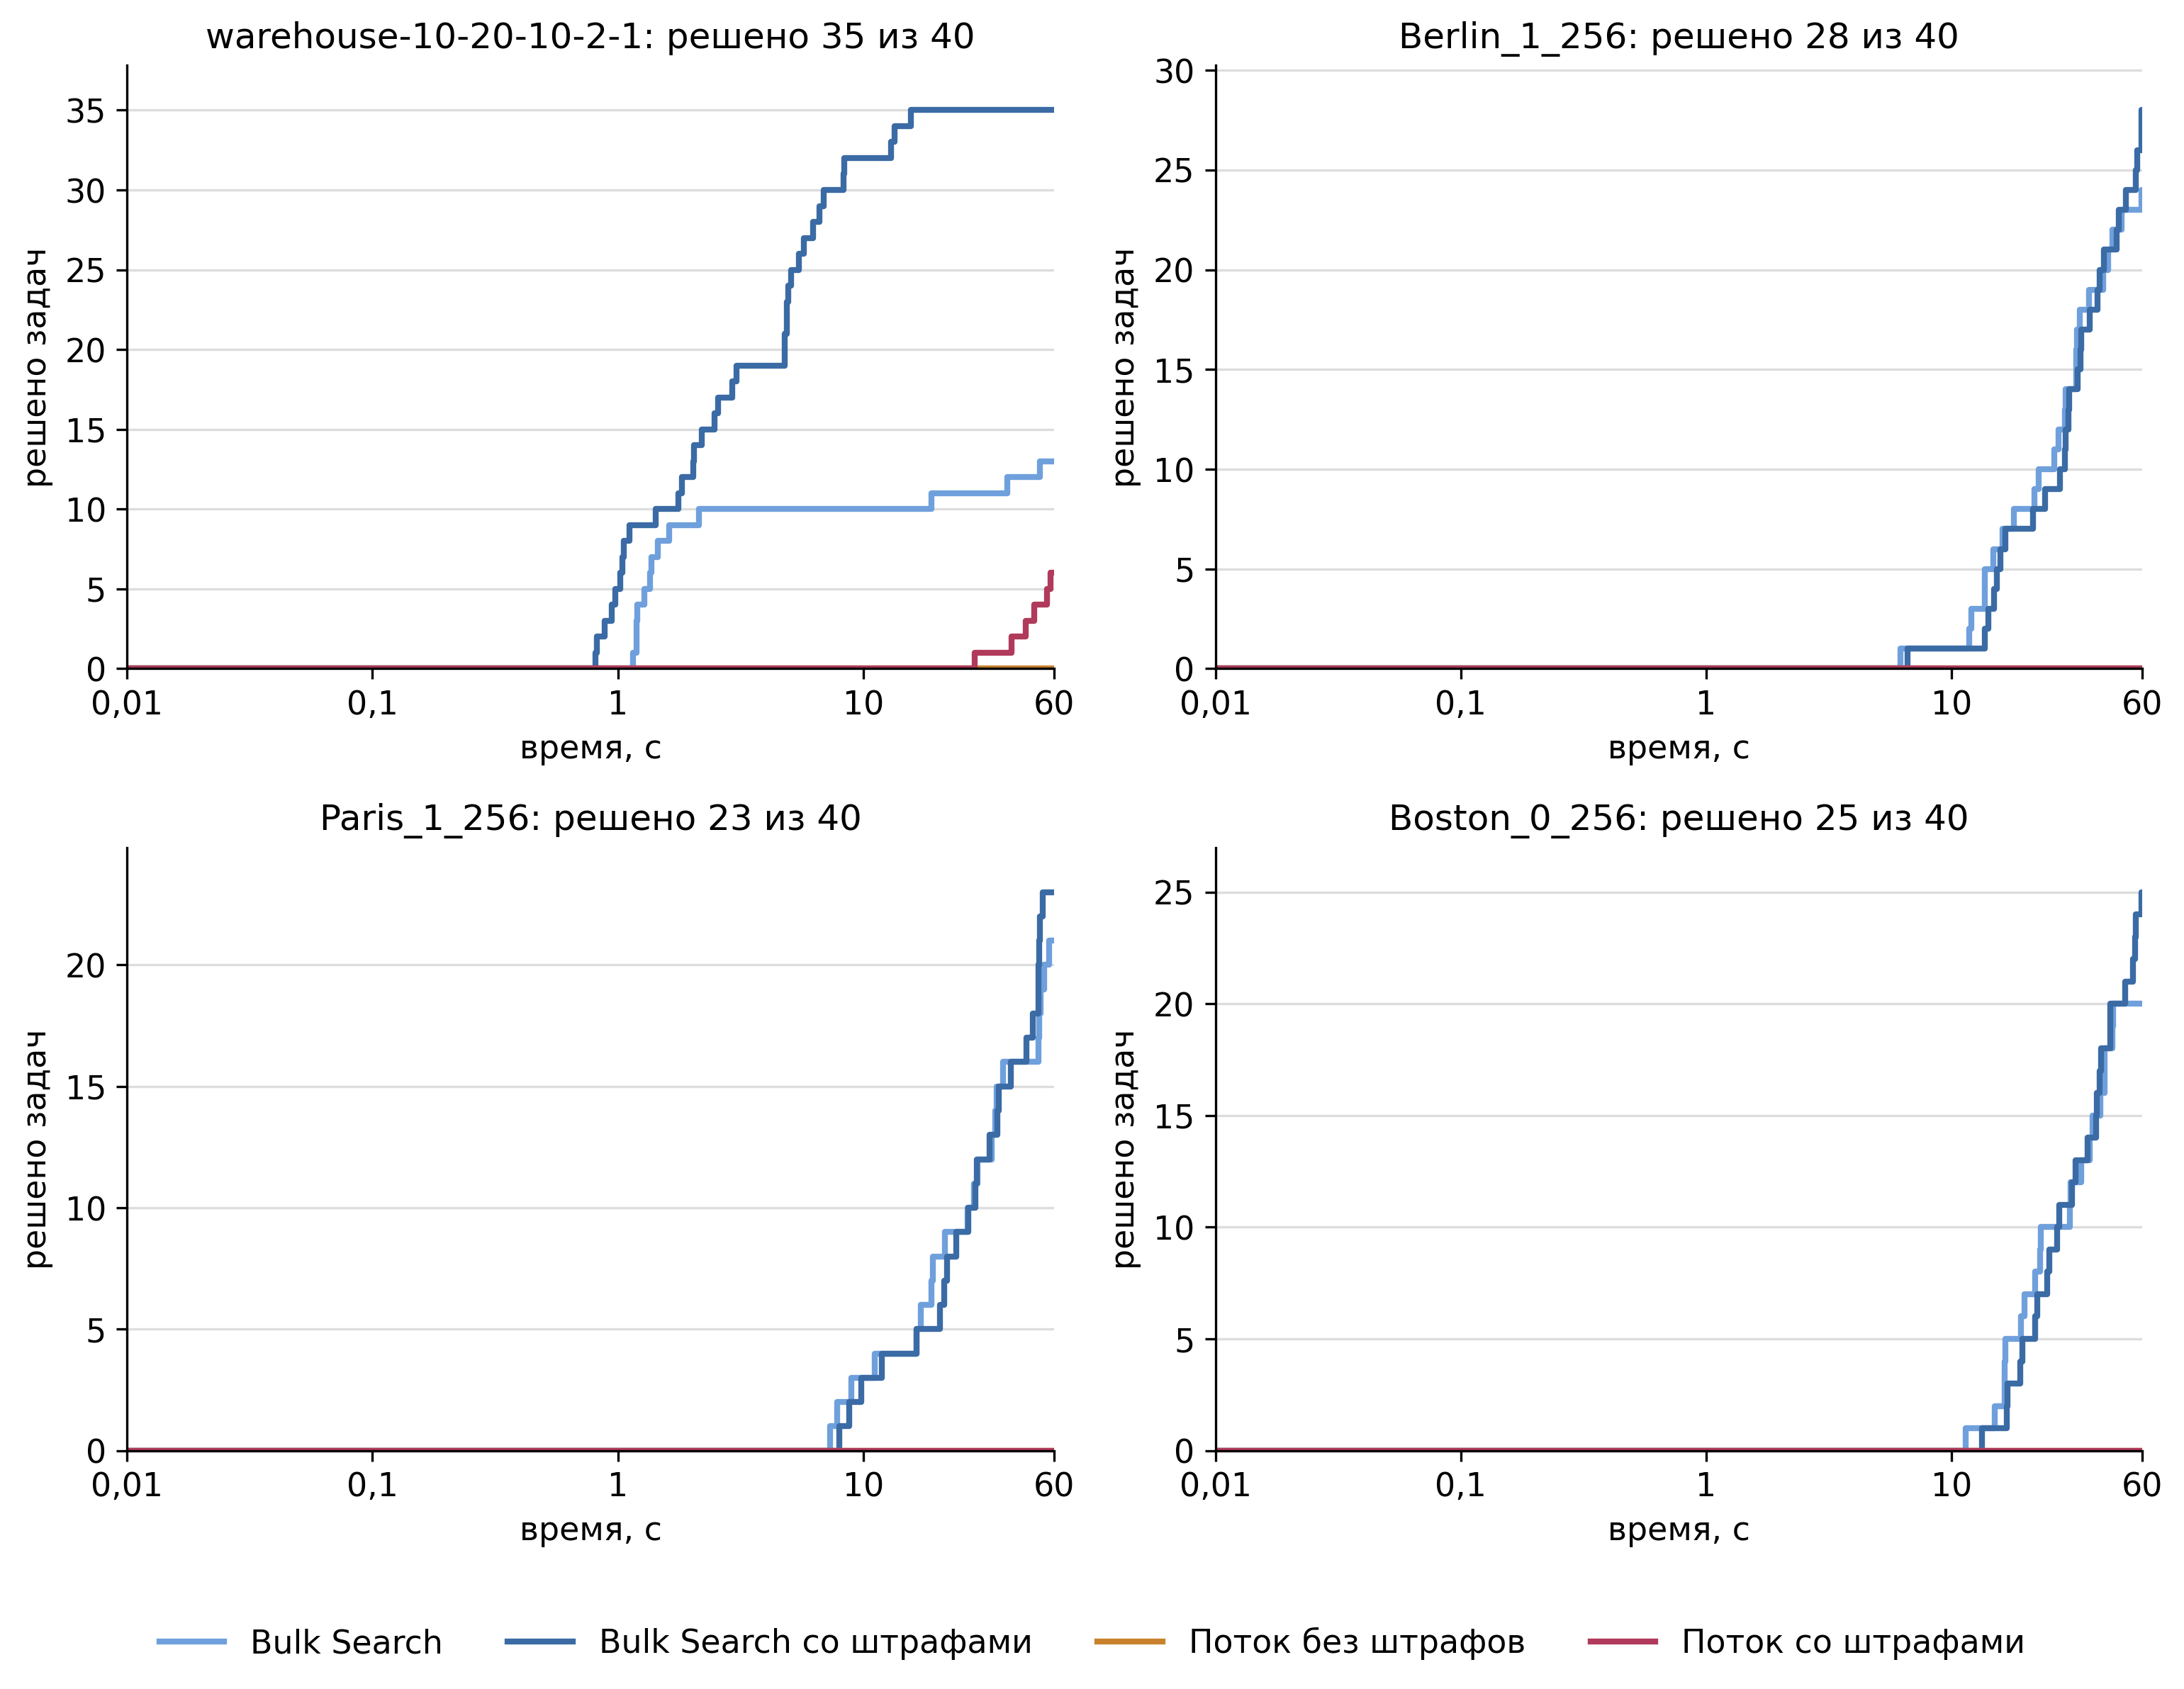 warehouse-10-20-10-2-1: решено 35 из 40
решено задач
35
30
25
20
15
10
5
0
0,01 0,1 1 10 60
время, с
Berlin_1_256: решено 28 из 40
решено задач
30
25
20
15
10
5
0
0,01 0,1 1 10 60
время, с
Paris_1_256: решено 23 из 40
решено задач
20
15
10
5
0
0,01 0,1 1 10 60
время, с
Boston_0_256: решено 25 из 40
решено задач
25
20
15
10
5
0
0,01 0,1 1 10 60
время, с
Bulk Search Bulk Search со штрафами Поток без штрафов Поток со штрафами